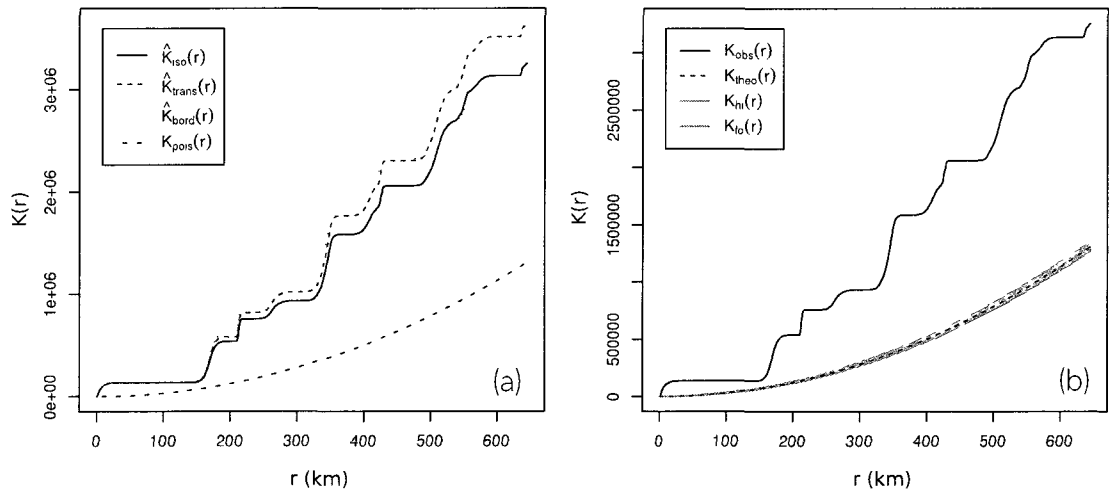 K̂iso(r)
K̂trans(r)
K̂bord(r)
Kpois(r)
K(r)
0e+00 1e+06 2e+06 3e+06
0 100 200 300 400 500 600
r (km)
(a)
Kobs(r)
Ktheo(r)
Khi(r)
Klo(r)
K(r)
0 500000 1500000 2500000
0 100 200 300 400 500 600
r (km)
(b)